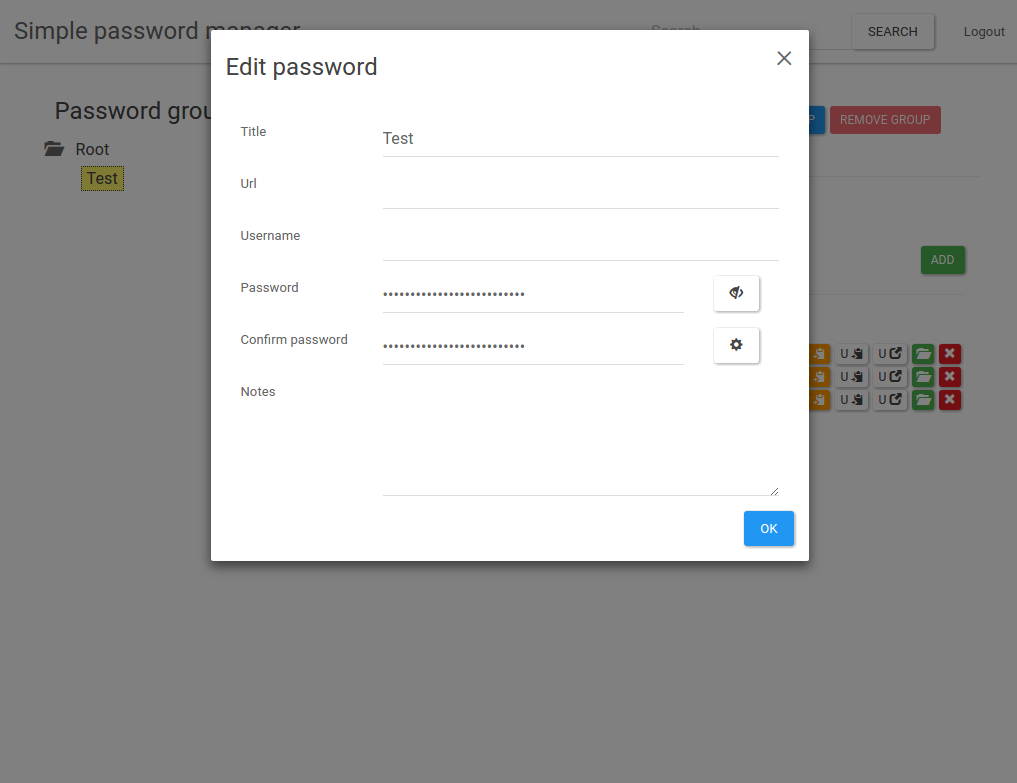 Simple password manager
Search
SEARCH
Logout
Edit password
Password grou
P
REMOVE GROUP
Root
Test
Title
Test
Url
Username
ADD
Password
••••••••••••••••••••••••••
Confirm password
••••••••••••••••••••••••••
U
U
U
U
U
U
Notes
OK